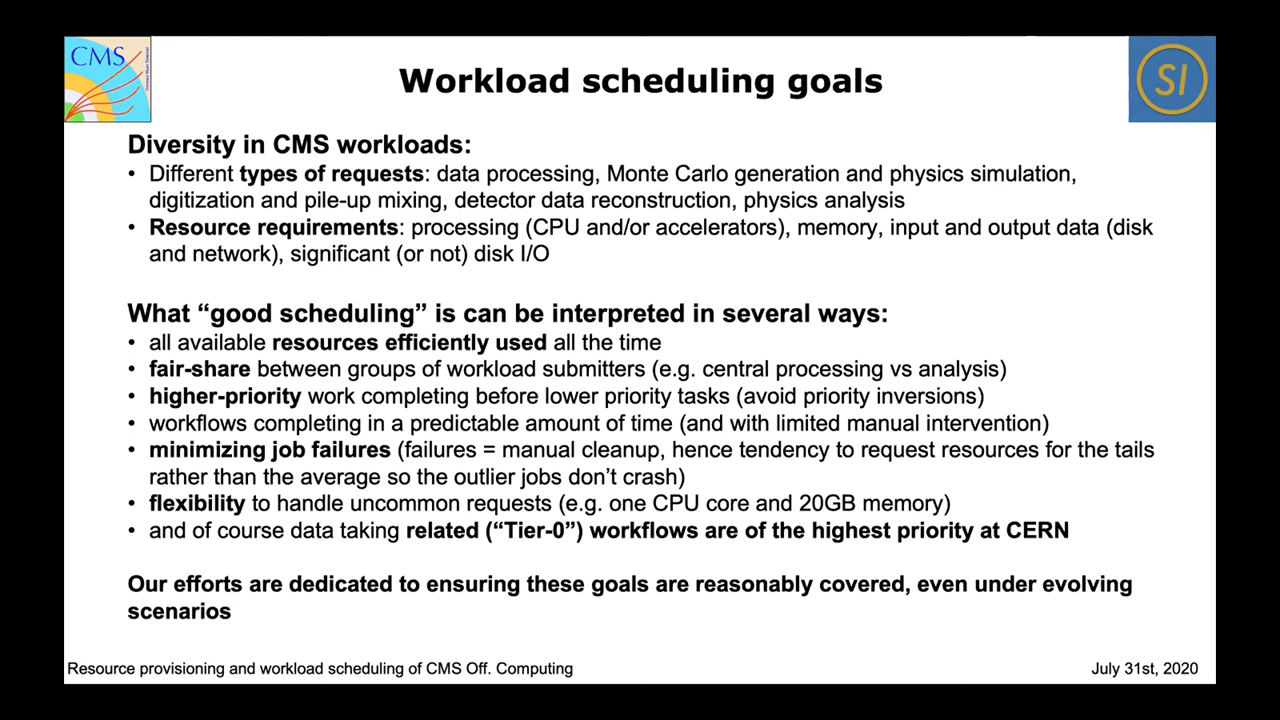 CMS
SI
Workload scheduling goals
Diversity in CMS workloads:
• Different types of requests: data processing, Monte Carlo generation and physics simulation,
digitization and pile-up mixing, detector data reconstruction, physics analysis
• Resource requirements: processing (CPU and/or accelerators), memory, input and output data (disk
and network), significant (or not) disk I/O
What “good scheduling” is can be interpreted in several ways:
• all available resources efficiently used all the time
• fair-share between groups of workload submitters (e.g. central processing vs analysis)
• higher-priority work completing before lower priority tasks (avoid priority inversions)
• workflows completing in a predictable amount of time (and with limited manual intervention)
• minimizing job failures (failures = manual cleanup, hence tendency to request resources for the tails
rather than the average so the outlier jobs don’t crash)
• flexibility to handle uncommon requests (e.g. one CPU core and 20GB memory)
• and of course data taking related (“Tier-0”) workflows are of the highest priority at CERN
Our efforts are dedicated to ensuring these goals are reasonably covered, even under evolving
scenarios
Resource provisioning and workload scheduling of CMS Off. Computing
July 31st, 2020